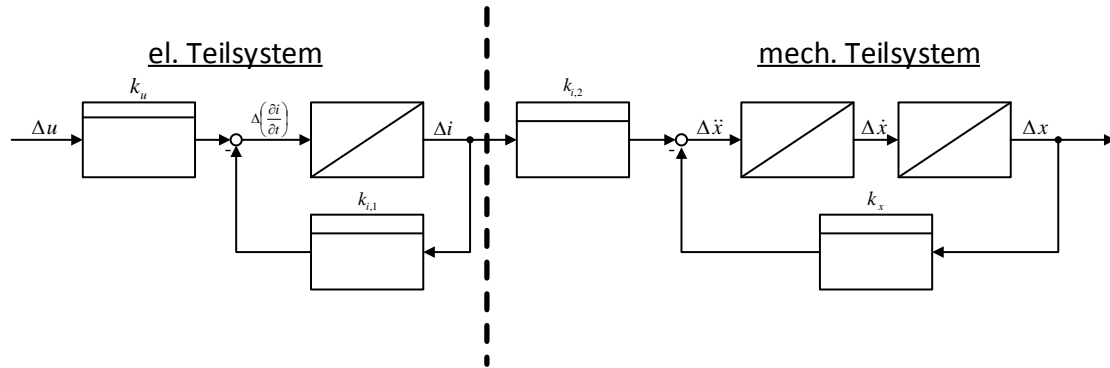 el. Teilsystem
mech. Teilsystem
k_u
k_{i,2}
Δu
Δ(∂i/∂t)
Δi
Δẍ
Δẋ
Δx
-
-
k_{i,1}
k_x